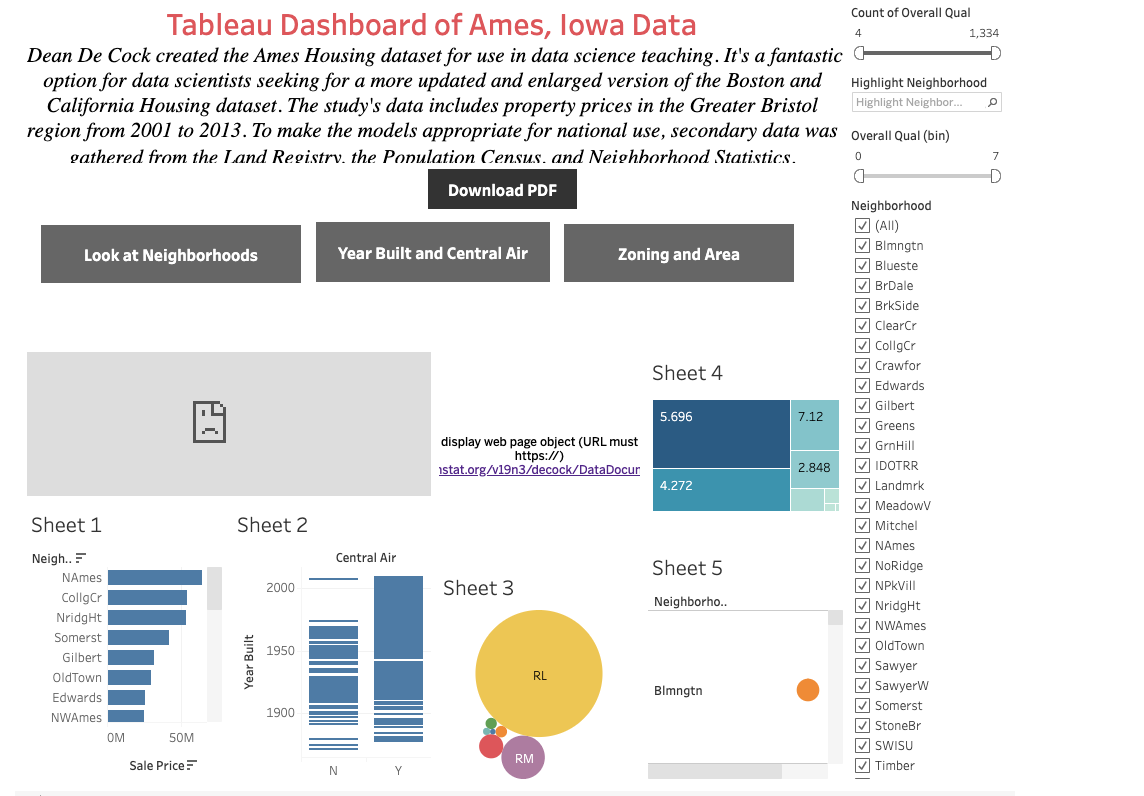 Tableau Dashboard of Ames, Iowa Data
Dean De Cock created the Ames Housing dataset for use in data science teaching. It's a fantastic
option for data scientists seeking for a more updated and enlarged version of the Boston and
California Housing dataset. The study's data includes property prices in the Greater Bristol
region from 2001 to 2013. To make the models appropriate for national use, secondary data was
gathered from the Land Registry, the Population Census, and Neighborhood Statistics.
Download PDF
Look at Neighborhoods
Year Built and Central Air
Zoning and Area
display web page object (URL must
https://)
nstat.org/v19n3/decock/DataDocur
Sheet 4
5.696
7.12
2.848
4.272
Sheet 1
Neigh..
NAmes
CollgCr
NridgHt
Somerst
Gilbert
OldTown
Edwards
NWAmes
0M
50M
Sale Price
Sheet 2
Central Air
Year Built
2000
1950
1900
N
Y
Sheet 3
RL
RM
Sheet 5
Neighborho..
Blmngtn
Count of Overall Qual
4
1,334
Highlight Neighborhood
Highlight Neighbor...
Overall Qual (bin)
0
7
Neighborhood
(All)
Blmngtn
Blueste
BrDale
BrkSide
ClearCr
CollgCr
Crawfor
Edwards
Gilbert
Greens
GrnHill
IDOTRR
Landmrk
MeadowV
Mitchel
NAmes
NoRidge
NPkVill
NridgHt
NWAmes
OldTown
Sawyer
SawyerW
Somerst
StoneBr
SWISU
Timber